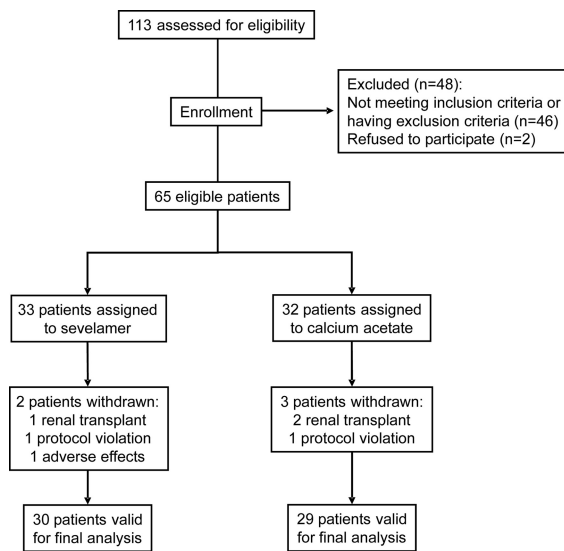 113 assessed for eligibility
Enrollment
Excluded (n=48):
Not meeting inclusion criteria or
having exclusion criteria (n=46)
Refused to participate (n=2)
65 eligible patients
33 patients assigned
to sevelamer
32 patients assigned
to calcium acetate
2 patients withdrawn:
1 renal transplant
1 protocol violation
1 adverse effects
3 patients withdrawn:
2 renal transplant
1 protocol violation
30 patients valid
for final analysis
29 patients valid
for final analysis